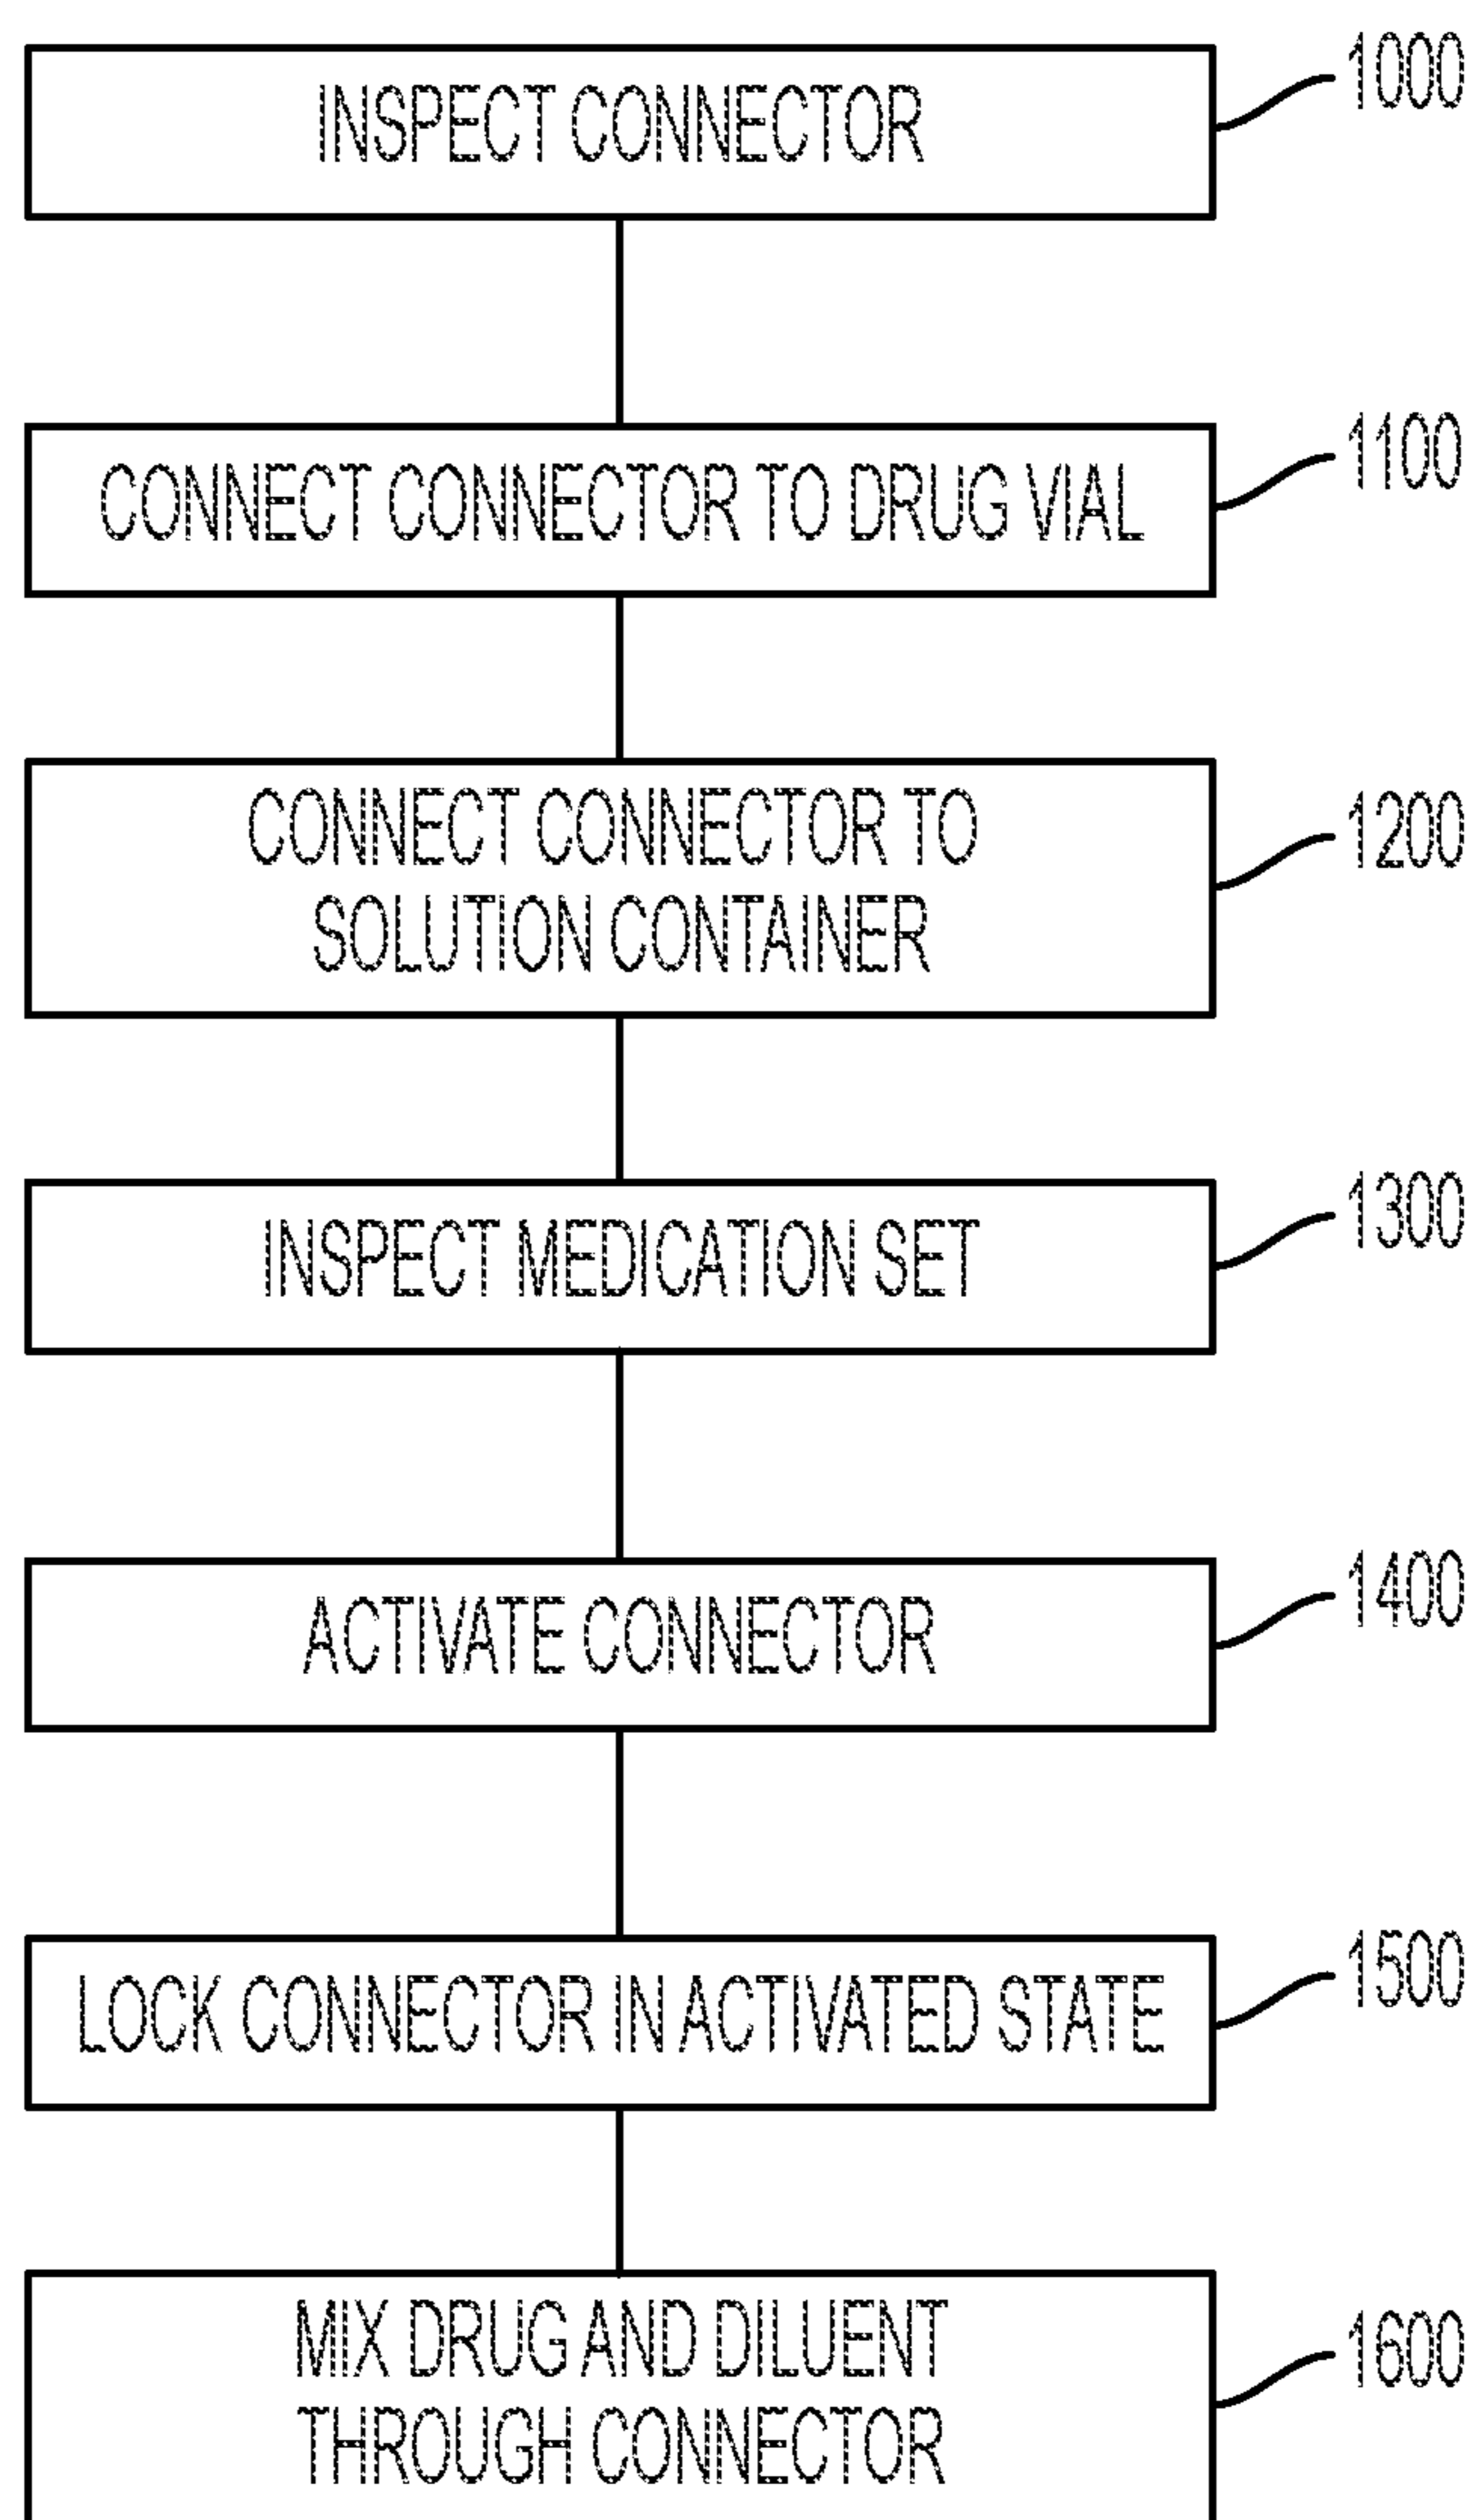 INSPECT CONNECTOR
1000
CONNECT CONNECTOR TO DRUG VIAL
1100
CONNECT CONNECTOR TO
SOLUTION CONTAINER
1200
INSPECT MEDICATION SET
1300
ACTIVATE CONNECTOR
1400
LOCK CONNECTOR IN ACTIVATED STATE
1500
MIX DRUG AND DILUENT
THROUGH CONNECTOR
1600